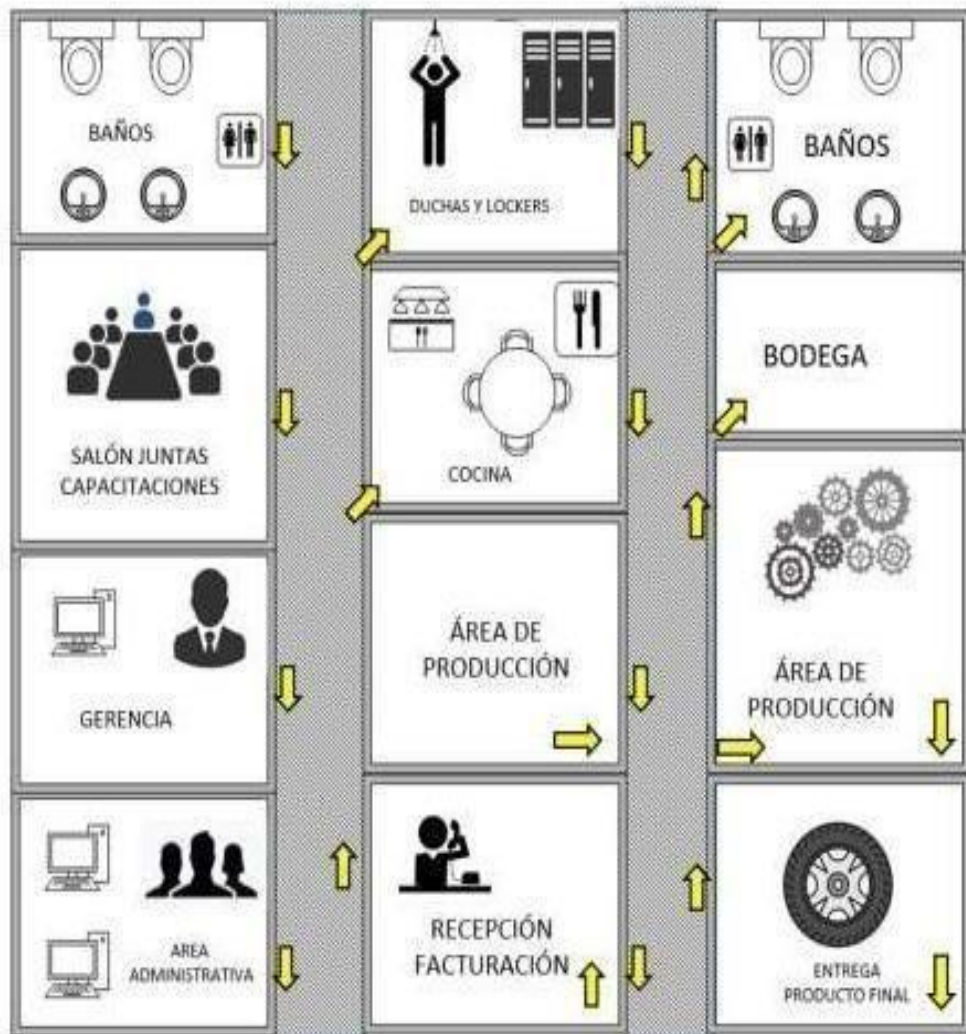 BAÑOS
DUCHAS Y LOCKERS
BAÑOS
SALÓN JUNTAS
CAPACITACIONES
COCINA
BODEGA
GERENCIA
ÁREA DE
PRODUCCIÓN
ÁREA DE
PRODUCCIÓN
AREA
ADMINISTRATIVA
RECEPCIÓN
FACTURACIÓN
ENTREGA
PRODUCTO FINAL